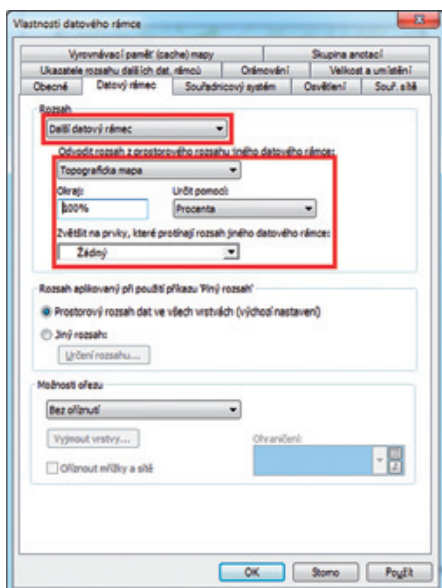 Vlastnosti datového rámce
Vyrovnávací paměť (cache) mapy Skupina anotací
Ukazatele rozsahu dalších dat. rámců Orámování Velikost a umístění
Obecné Datový rámec Souřadnicový systém Osvětlení Souř. sítě
Rozsah
Další datový rámec
Odvodit rozsah z prostorového rozsahu jiného datového rámce:
Topograficka mapa
Okraj: Určit pomocí:
100% Procenta
Zvětšit na prvky, které protínají rozsah jiného datového rámce:
Žádný
Rozsah aplikovaný při použití příkazu 'Plný rozsah'
Prostorový rozsah dat ve všech vrstvách (výchozí nastavení)
Jiný rozsah:
Určení rozsahu...
Možnosti ořezu
Bez oříznutí
Vyjmout vrstvy... Ohraničení:
Oříznout mřížky a sítě
OK Storno Použít